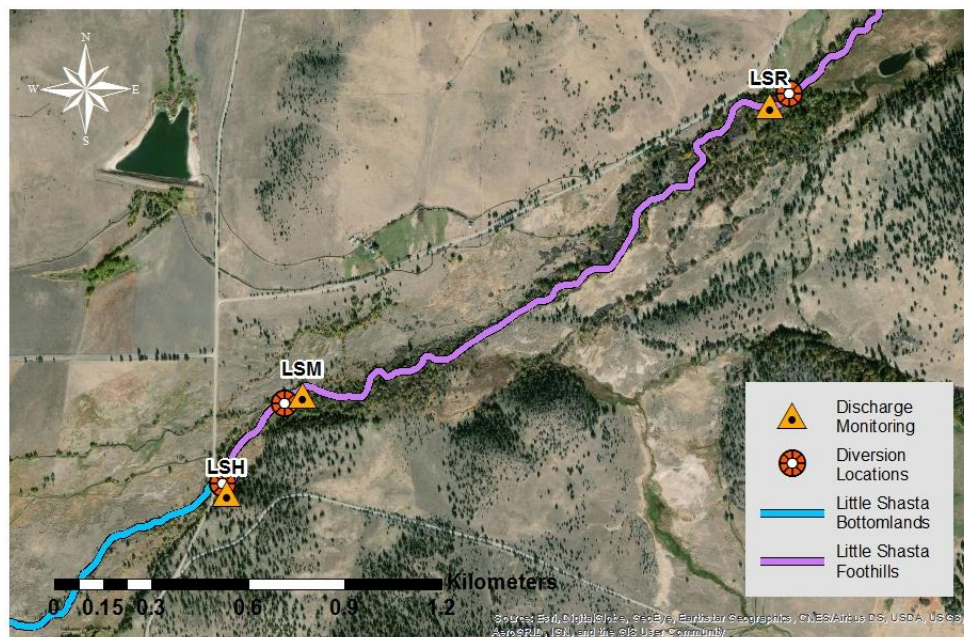 N
W E
S
LSR
LSM
LSH
Discharge
Monitoring
Diversion
Locations
Little Shasta
Bottomlands
Little Shasta
Foothills
Kilometers
0 0.15 0.3 0.6 0.9 1.2
Source: Esri, DigitalGlobe, GeoEye, Earthstar Geographics, CNES/Airbus DS, USDA, USGS,
AeroGRID, IGN, and the GIS User Community